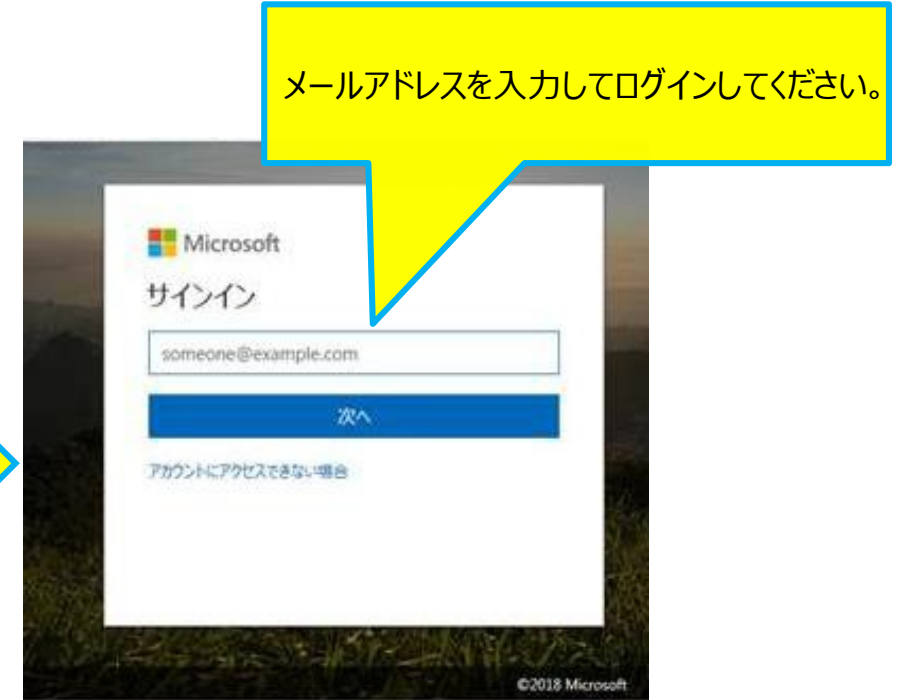 メールアドレスを入力してログインしてください。
Microsoft
サインイン
someone@example.com
次へ
アカウントにアクセスできない場合
©2018 Microsoft